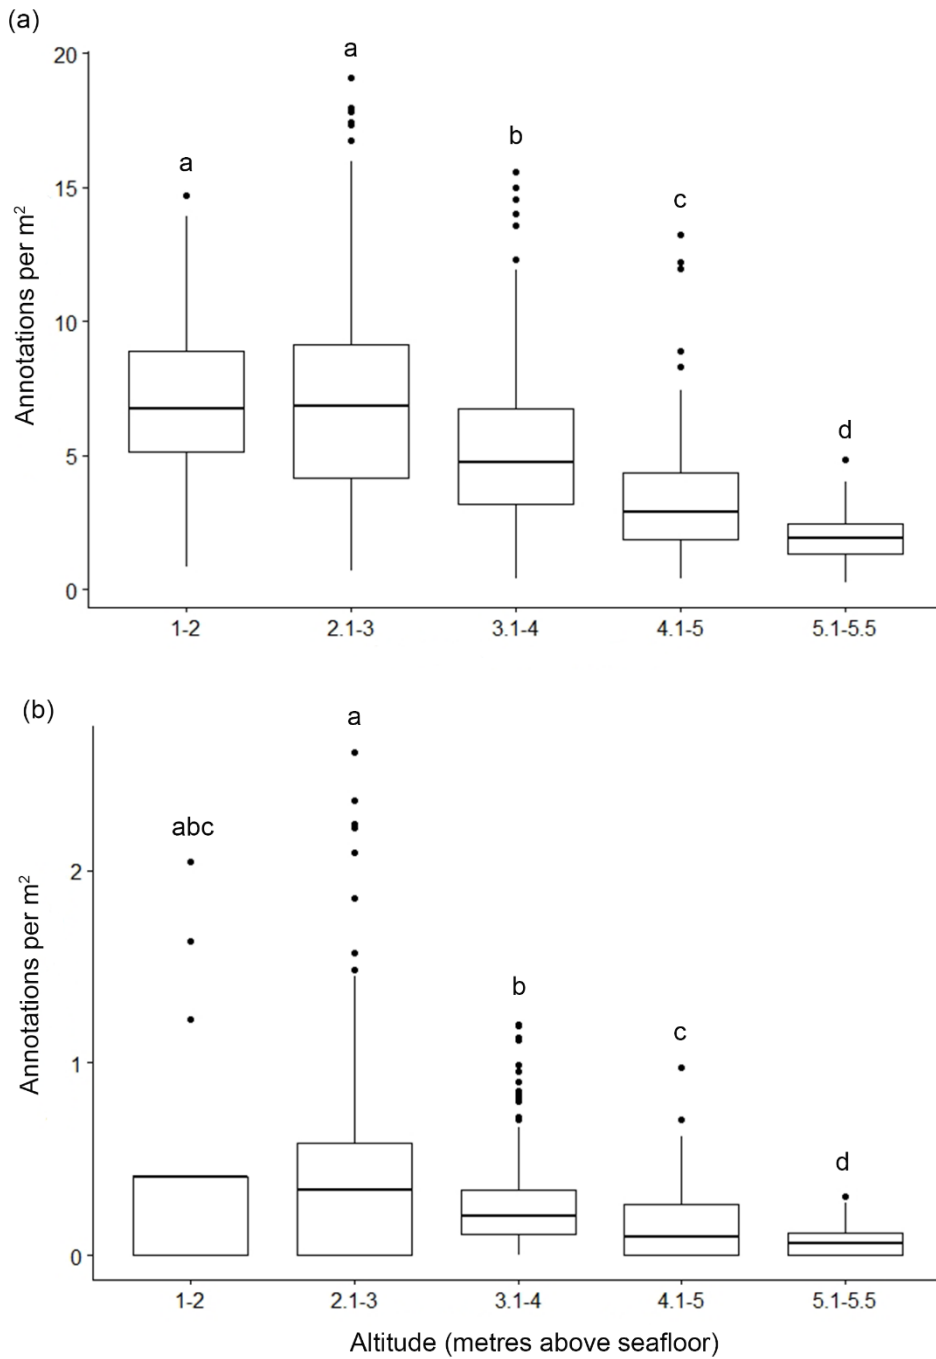 (a)
20
15
10
5
0
Annotations per m²
a
a
b
c
d
1-2
2.1-3
3.1-4
4.1-5
5.1-5.5
(b)
2
1
0
Annotations per m²
abc
a
b
c
d
1-2
2.1-3
3.1-4
4.1-5
5.1-5.5
Altitude (metres above seafloor)